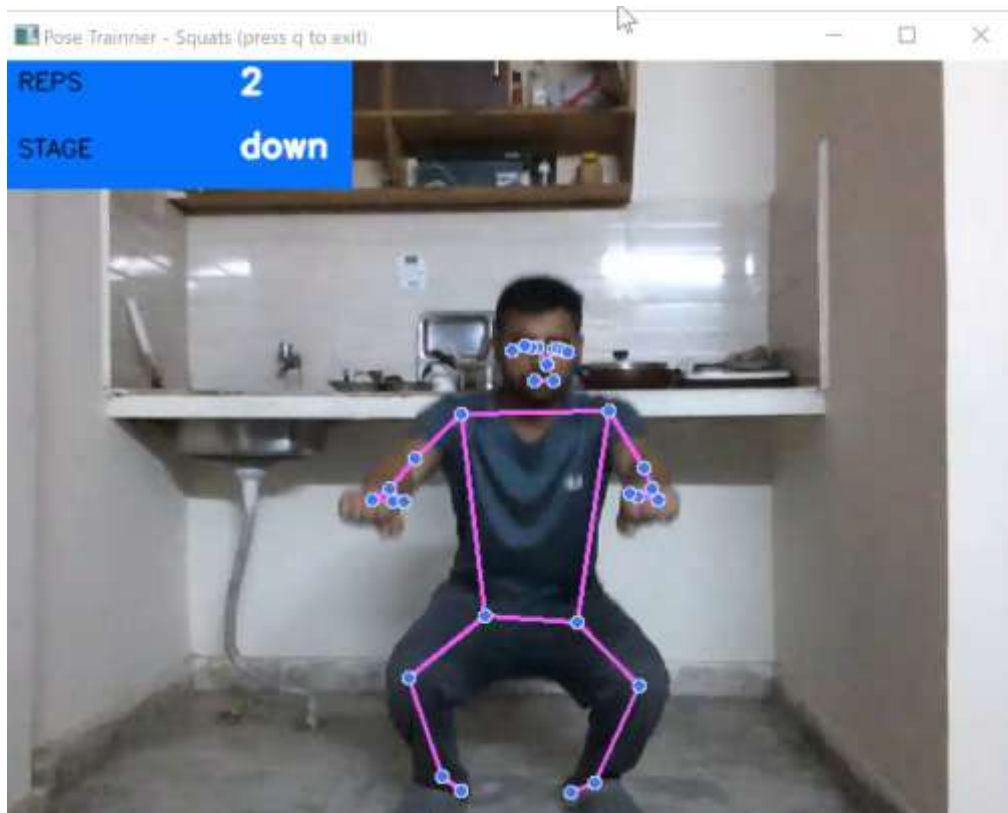 Pose Trainner - Squats (press q to exit)
REPS 2
STAGE down